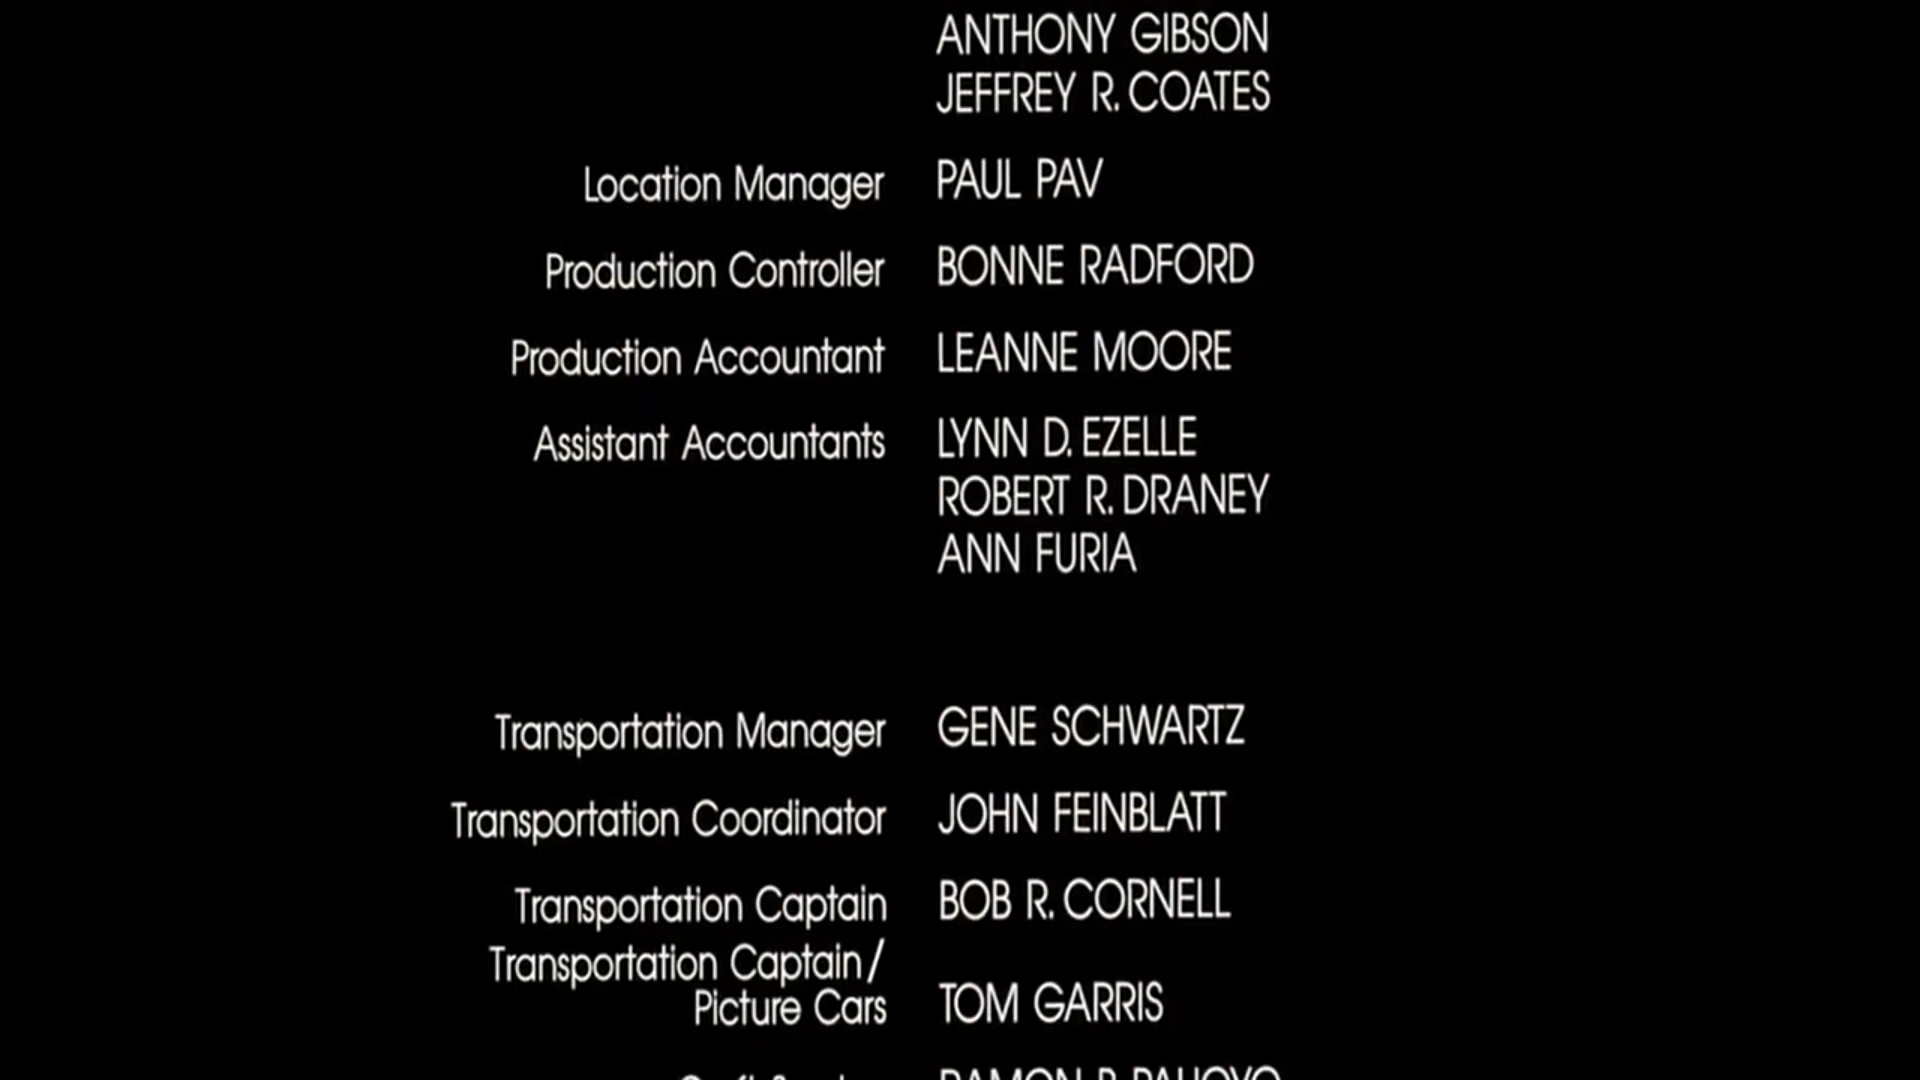 ANTHONY GIBSON
JEFFREY R. COATES
Location Manager PAUL PAV
Production Controller BONNE RADFORD
Production Accountant LEANNE MOORE
Assistant Accountants LYNN D. EZELLE
ROBERT R. DRANEY
ANN FURIA
Transportation Manager GENE SCHWARTZ
Transportation Coordinator JOHN FEINBLATT
Transportation Captain BOB R. CORNELL
Transportation Captain/
Picture Cars TOM GARRIS